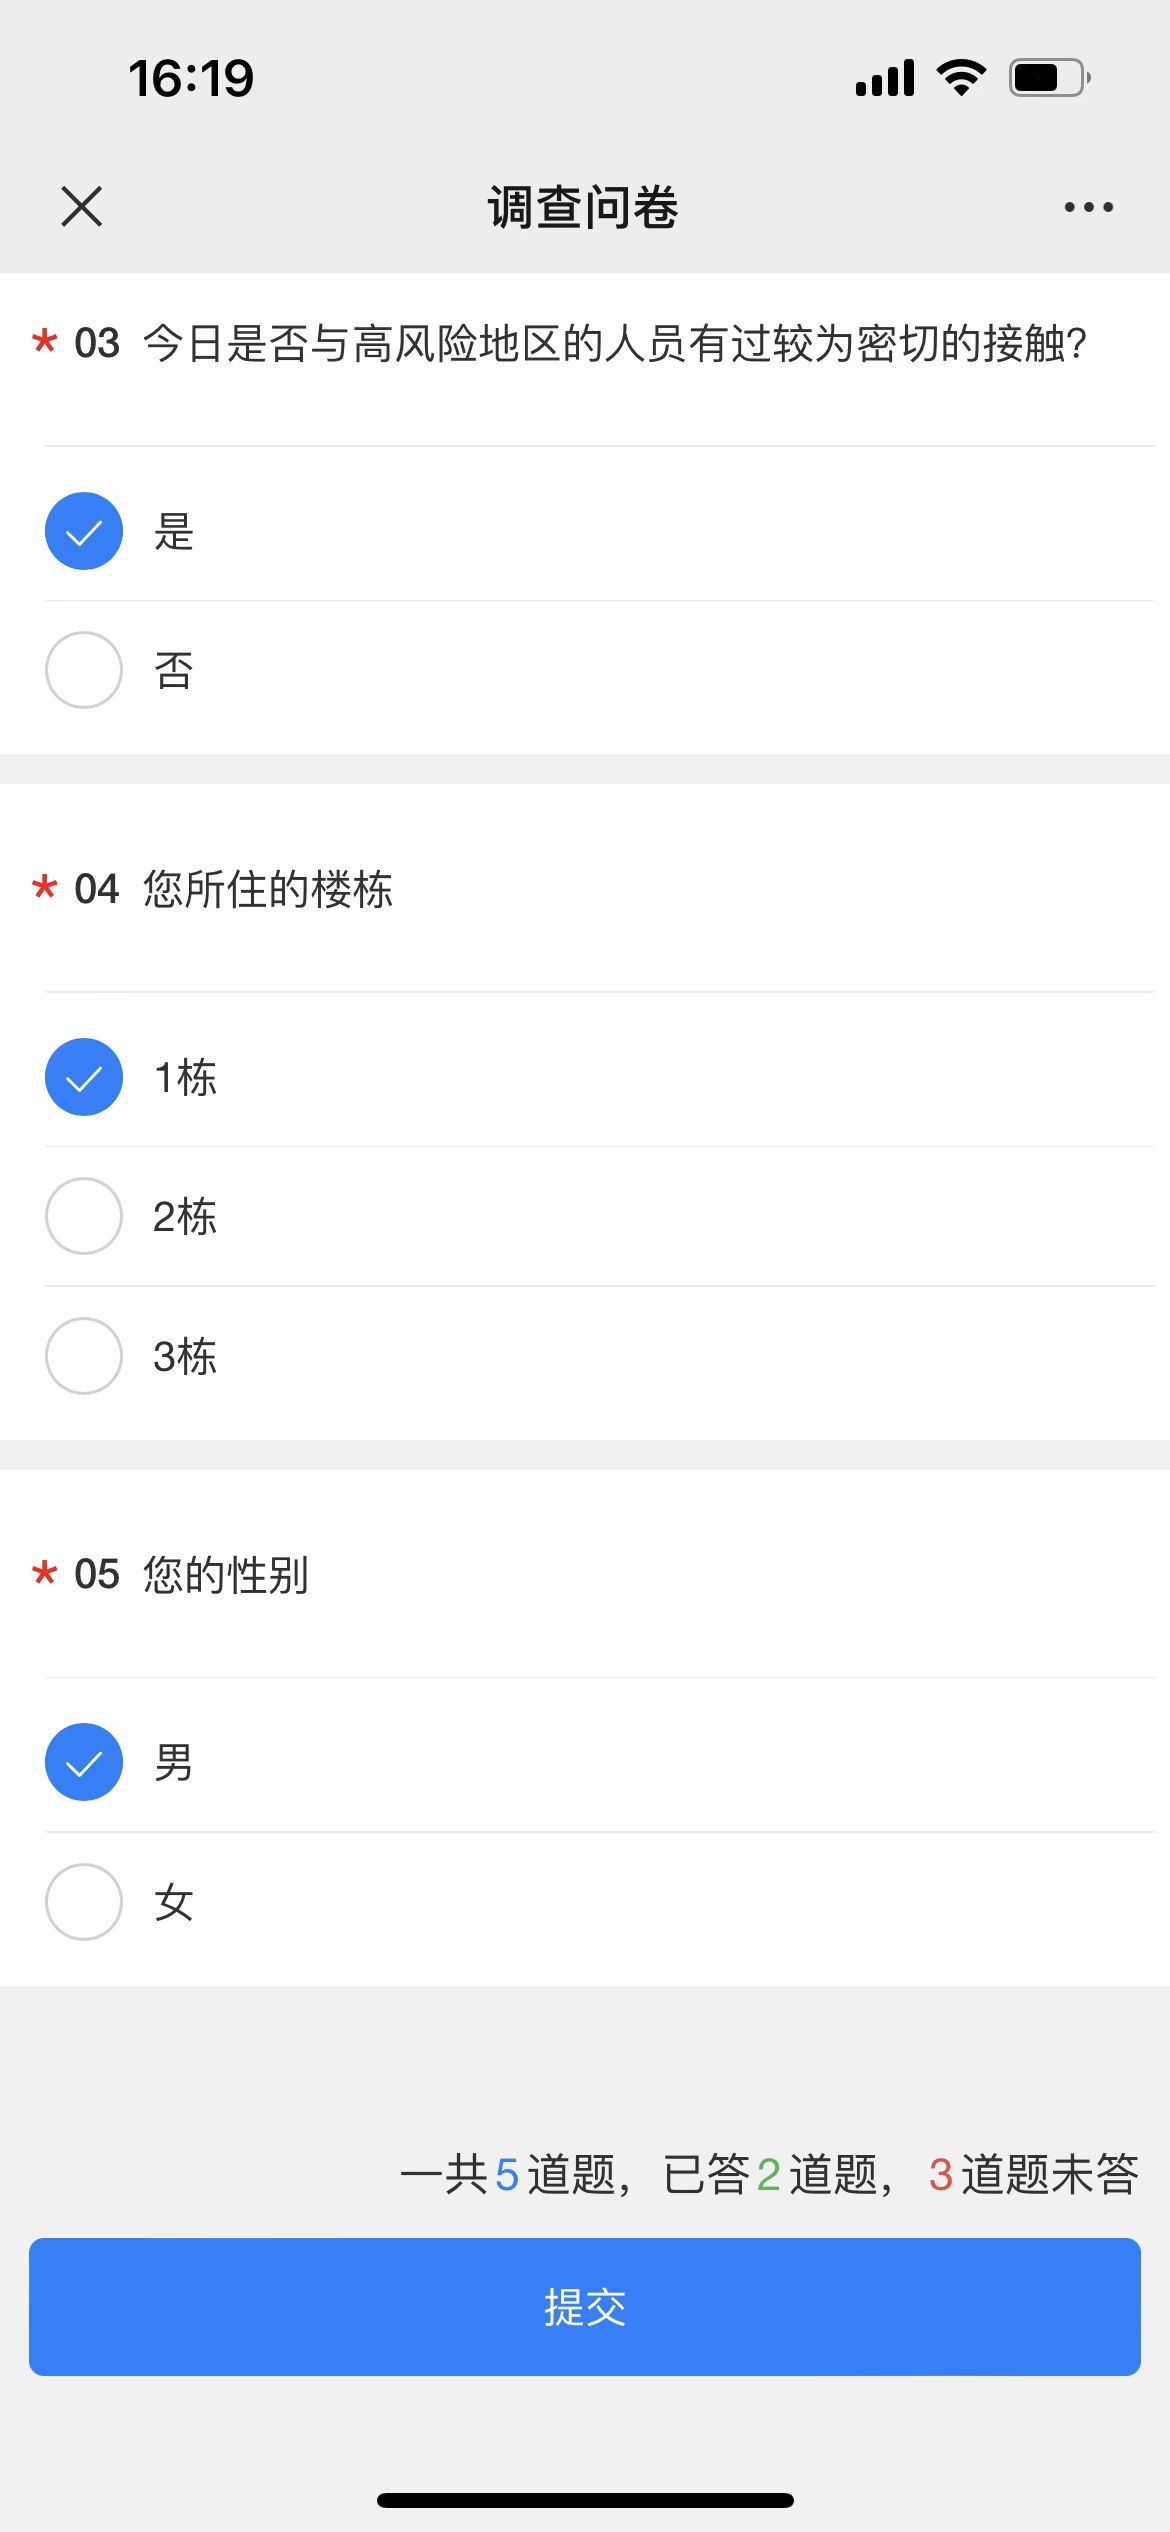 16:19
调查问卷
* 03 今日是否与高风险地区的人员有过较为密切的接触?
是
否
* 04 您所住的楼栋
1栋
2栋
3栋
* 05 您的性别
男
女
一共5道题，已答2道题，3道题未答
提交